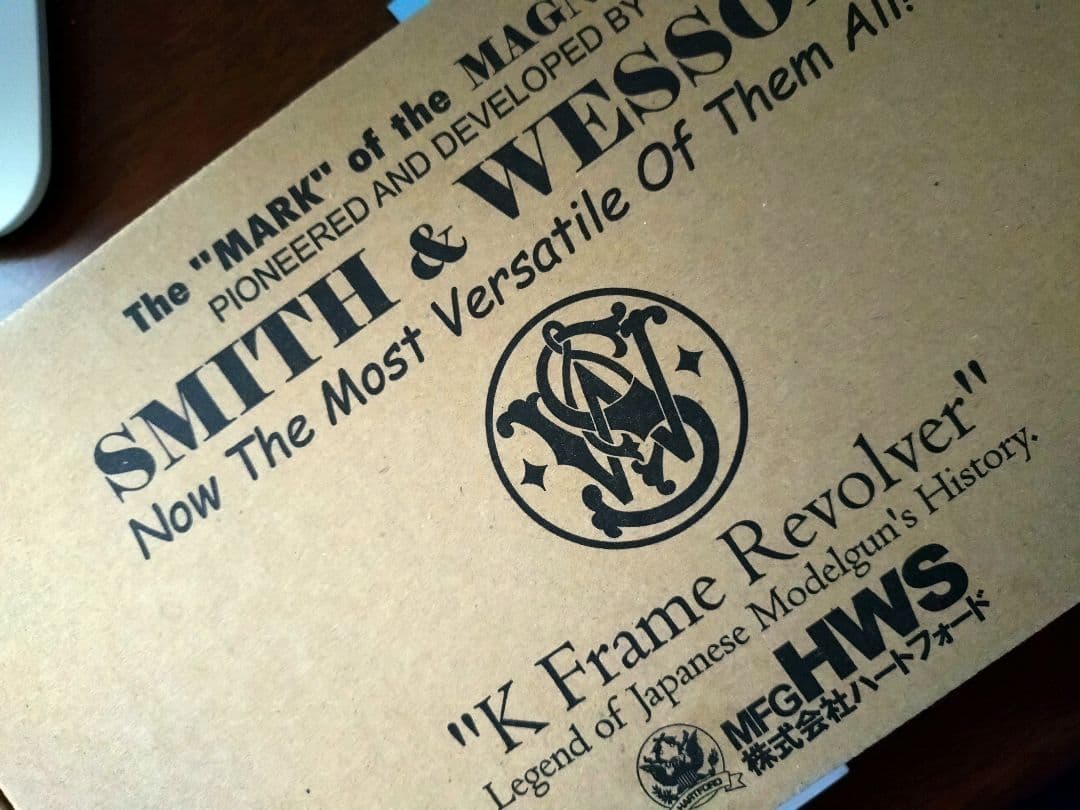 The "MARK" of the
PIONEERED AND DEVELOPED BY
SMITH &
Now The Most Versatile Of Them All!
"K Frame Revolver"
Legend of Japanese Modelgun's History.
MFG HWS
株式会社ハートフォード
HARTFORD